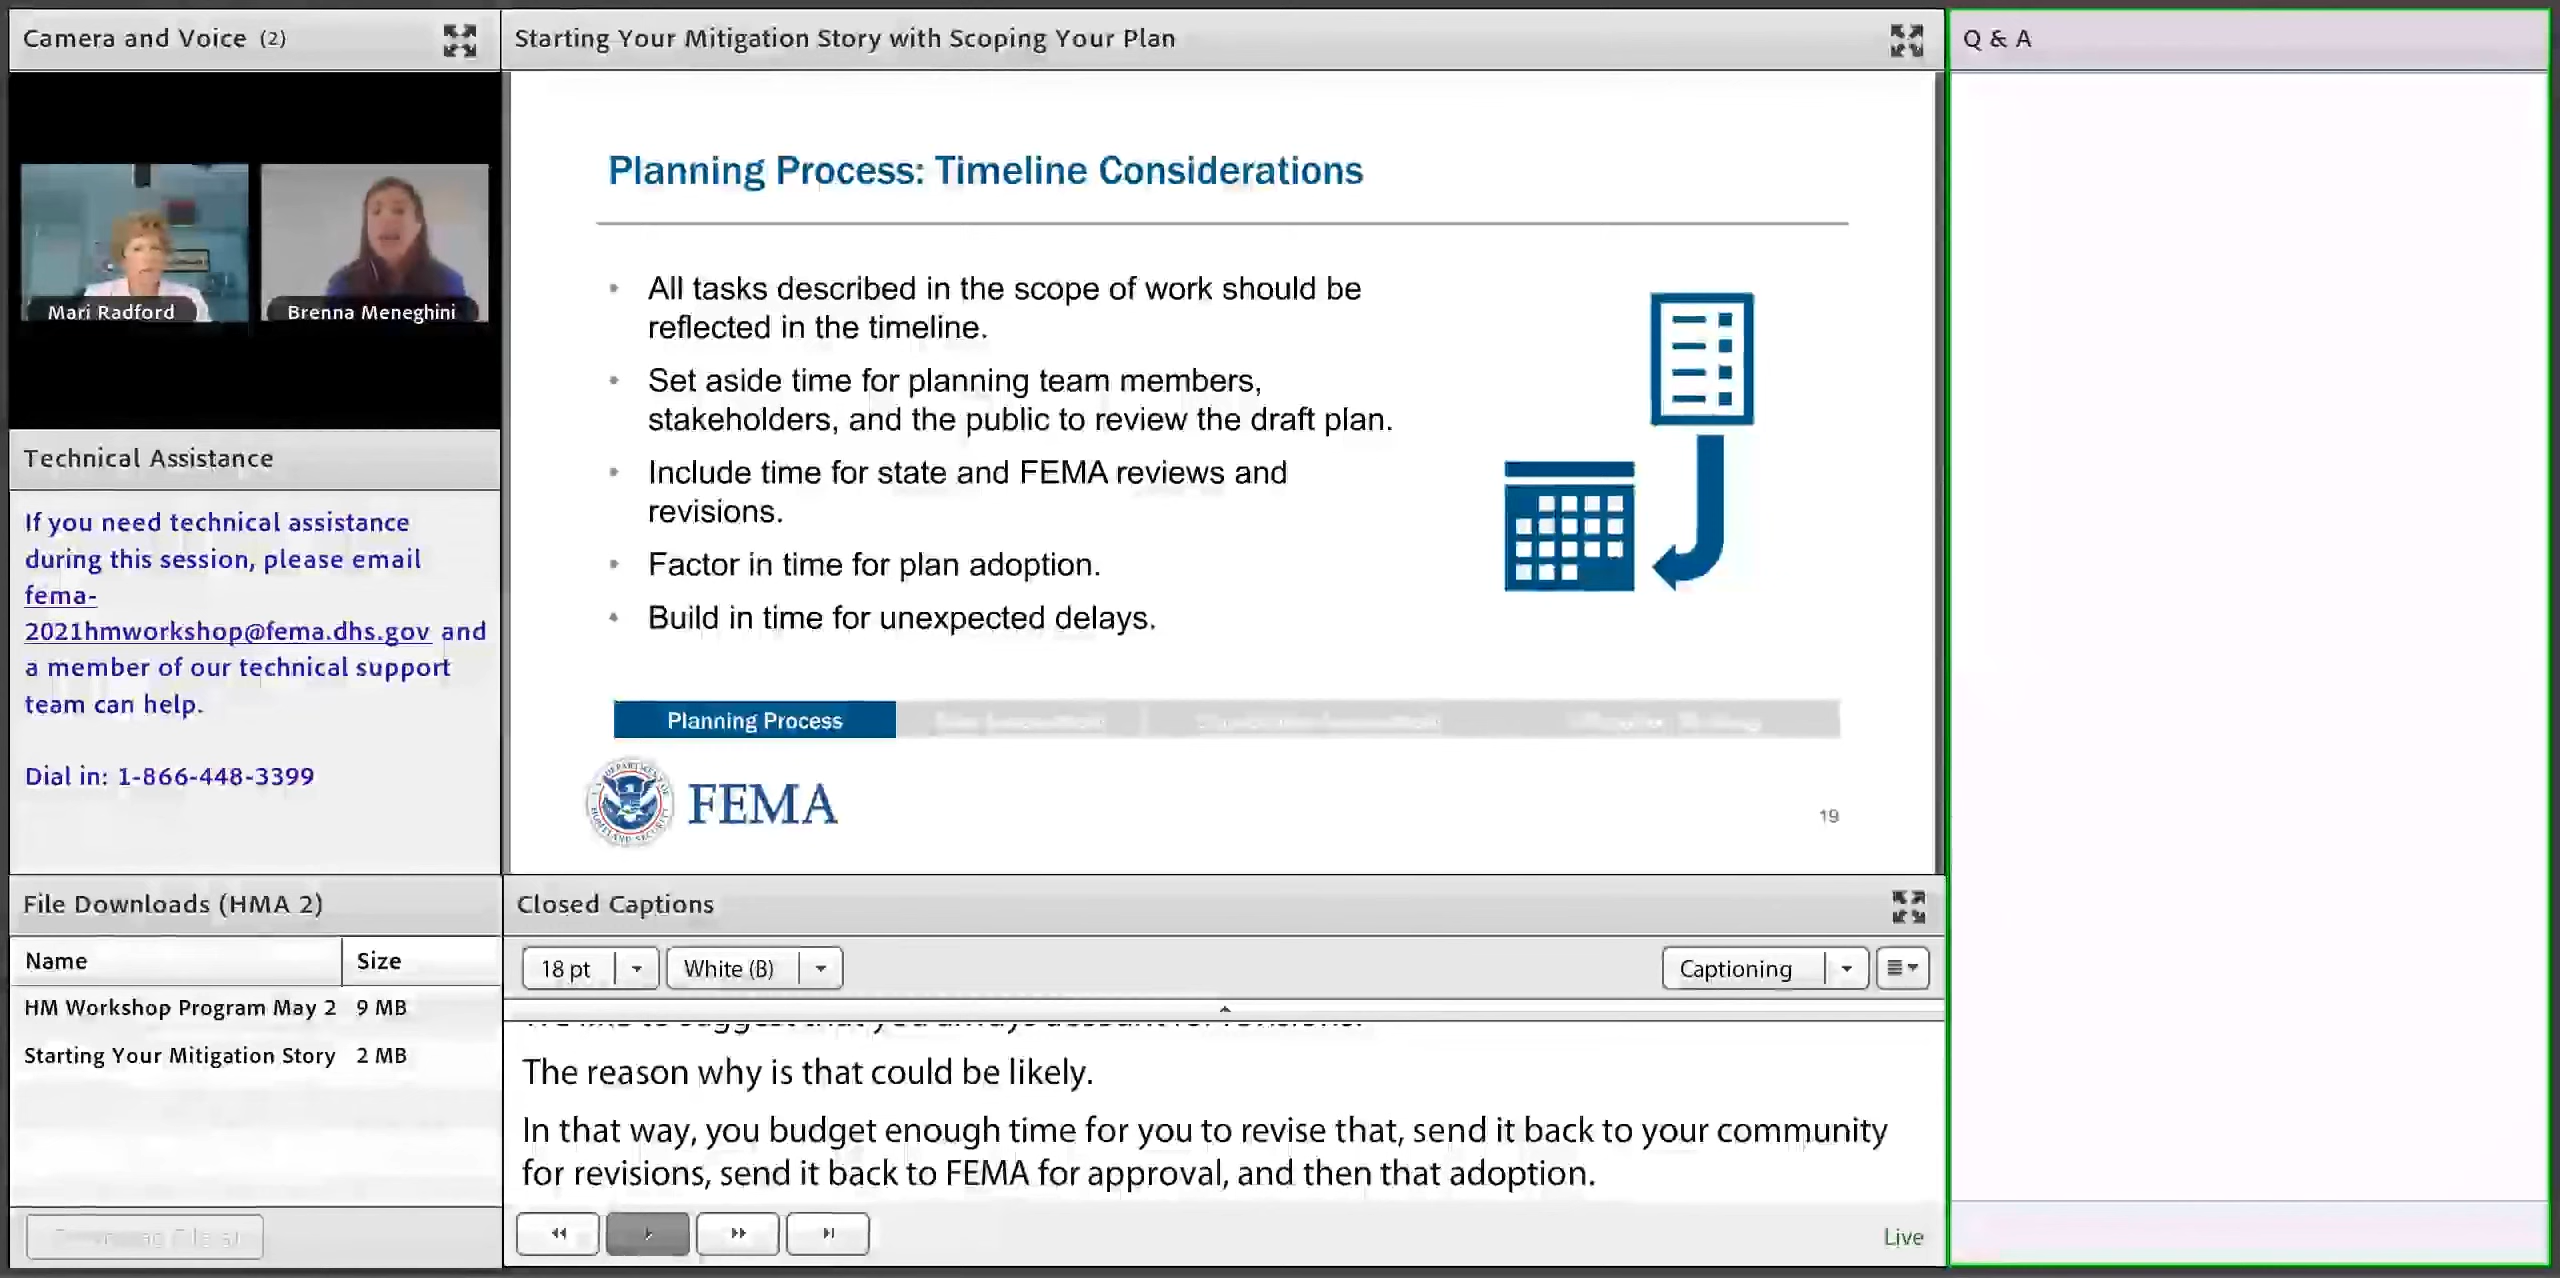 Camera and Voice (2)
Mari Radford
Brenna Meneghini
Technical Assistance
If you need technical assistance
during this session, please email
fema-
2021hmworkshop@fema.dhs.gov and
a member of our technical support
team can help.
Dial in: 1-866-448-3399
File Downloads (HMA 2)
Name Size
HM Workshop Program May 2 9 MB
Starting Your Mitigation Story 2 MB
Starting Your Mitigation Story with Scoping Your Plan
Planning Process: Timeline Considerations
• All tasks described in the scope of work should be
reflected in the timeline.
• Set aside time for planning team members,
stakeholders, and the public to review the draft plan.
• Include time for state and FEMA reviews and
revisions.
• Factor in time for plan adoption.
• Build in time for unexpected delays.
Planning Process
FEMA
19
Closed Captions
18 pt White (B) Captioning
The reason why is that could be likely.
In that way, you budget enough time for you to revise that, send it back to your community
for revisions, send it back to FEMA for approval, and then that adoption.
Live
Q & A